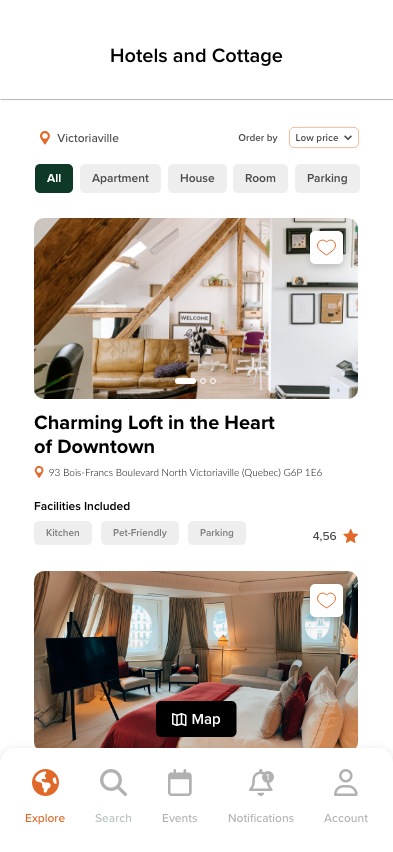 Hotels and Cottage
Victoriaville
Order by
Low price
All
Apartment
House
Room
Parking
WELCOME
Charming Loft in the Heart
of Downtown
93 Bois-Francs Boulevard North Victoriaville (Quebec) G6P 1E6
Facilities Included
Kitchen
Pet-Friendly
Parking
4,56
Map
1
Explore
Search
Events
Notifications
Account